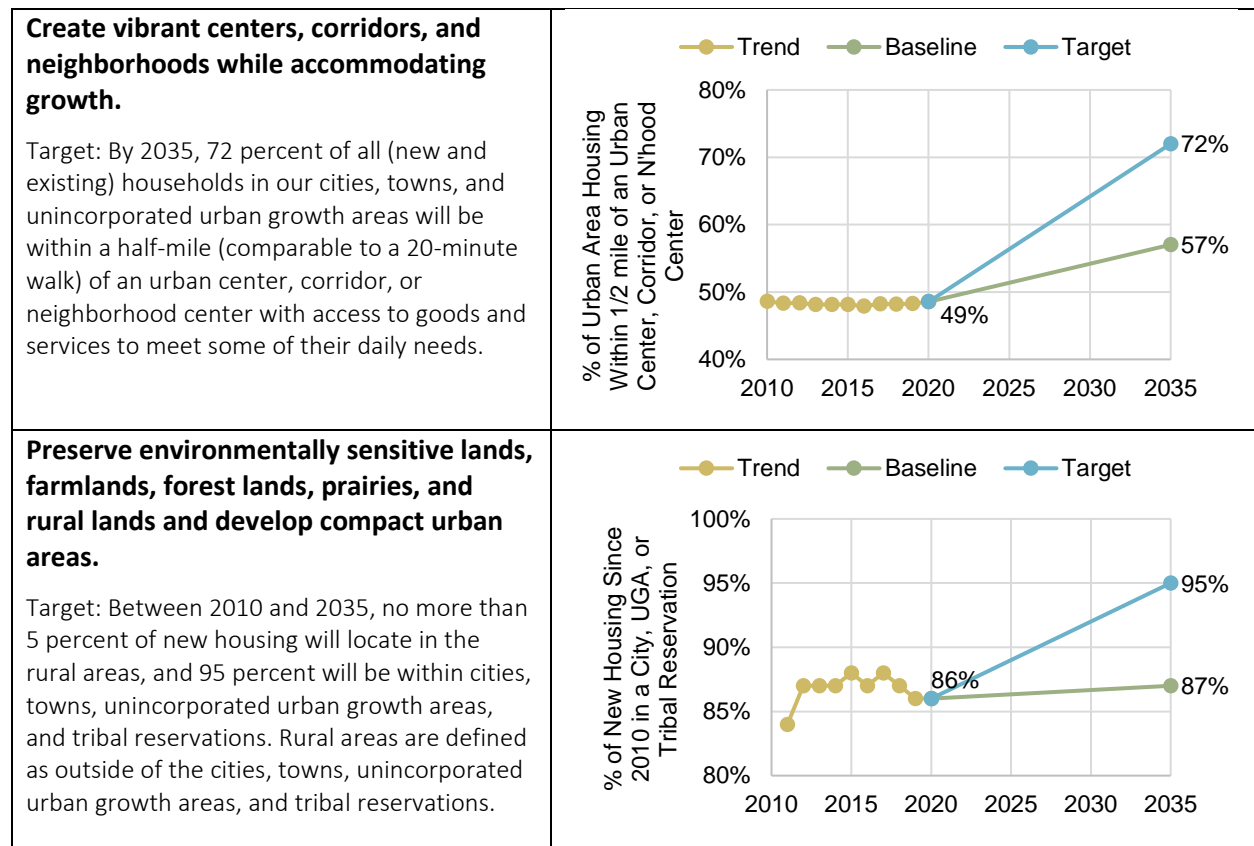 Create vibrant centers, corridors, and
neighborhoods while accommodating
growth.
Target: By 2035, 72 percent of all (new and
existing) households in our cities, towns, and
unincorporated urban growth areas will be
within a half-mile (comparable to a 20-minute
walk) of an urban center, corridor, or
neighborhood center with access to goods and
services to meet some of their daily needs.
Trend Baseline Target
% of Urban Area Housing
Within 1/2 mile of an Urban
Center, Corridor, or N'hood
Center
80%
70%
60%
50%
40%
72%
57%
49%
2010 2015 2020 2025 2030 2035
Preserve environmentally sensitive lands,
farmlands, forest lands, prairies, and
rural lands and develop compact urban
areas.
Target: Between 2010 and 2035, no more than
5 percent of new housing will locate in the
rural areas, and 95 percent will be within cities,
towns, unincorporated urban growth areas,
and tribal reservations. Rural areas are defined
as outside of the cities, towns, unincorporated
urban growth areas, and tribal reservations.
Trend Baseline Target
% of New Housing Since
2010 in a City, UGA, or
Tribal Reservation
100%
95%
90%
85%
80%
95%
86%
87%
2010 2015 2020 2025 2030 2035